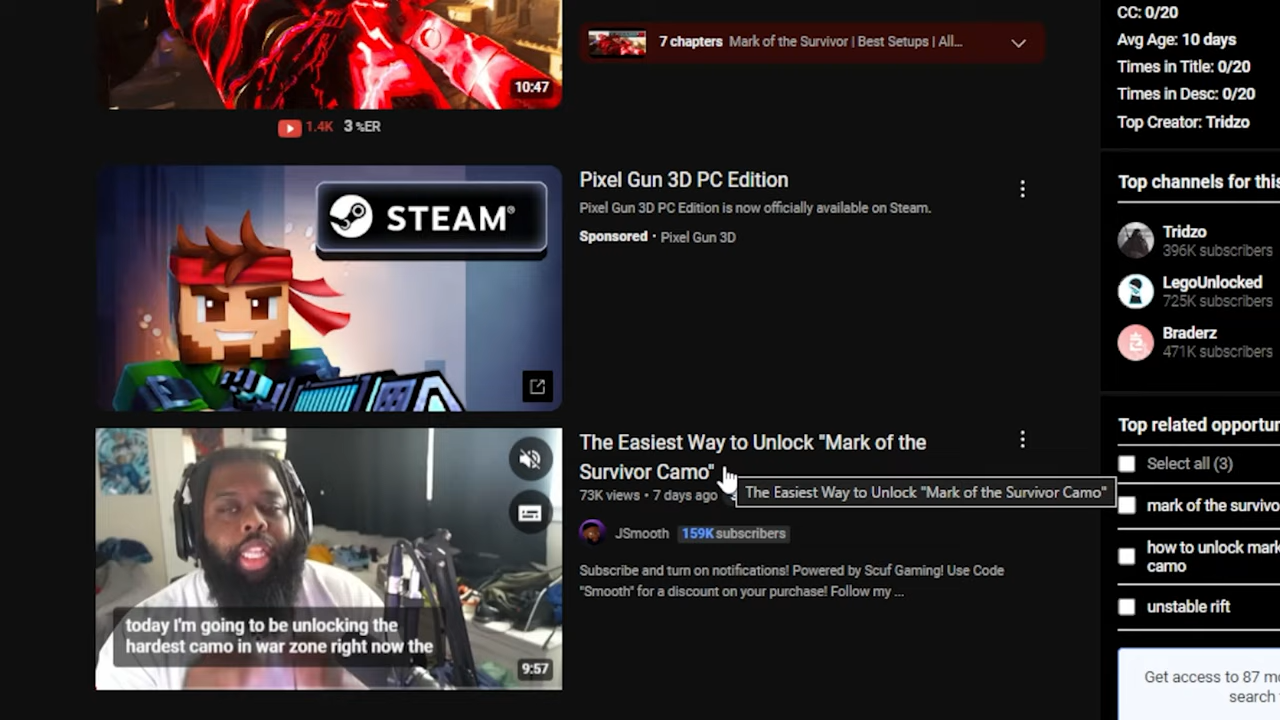 10:47
7 chapters Mark of the Survivor | Best Setups | All...
1.4K 3 %ER
STEAM®
Pixel Gun 3D PC Edition
Pixel Gun 3D PC Edition is now officially available on Steam.
Sponsored · Pixel Gun 3D
today I'm going to be unlocking the
hardest camo in war zone right now the
9:57
The Easiest Way to Unlock "Mark of the
Survivor Camo"
73K views • 7 days ago
The Easiest Way to Unlock "Mark of the Survivor Camo"
JSmooth 159K subscribers
Subscribe and turn on notifications! Powered by Scuf Gaming! Use Code
"Smooth" for a discount on your purchase! Follow my ...
CC: 0/20
Avg Age: 10 days
Times in Title: 0/20
Times in Desc: 0/20
Top Creator: Tridzo
Top channels for this
Tridzo
396K subscribers
LegoUnlocked
725K subscribers
Braderz
471K subscribers
Top related opportun
Select all (3)
mark of the survivo
how to unlock mark
camo
unstable rift
Get access to 87 mo
search